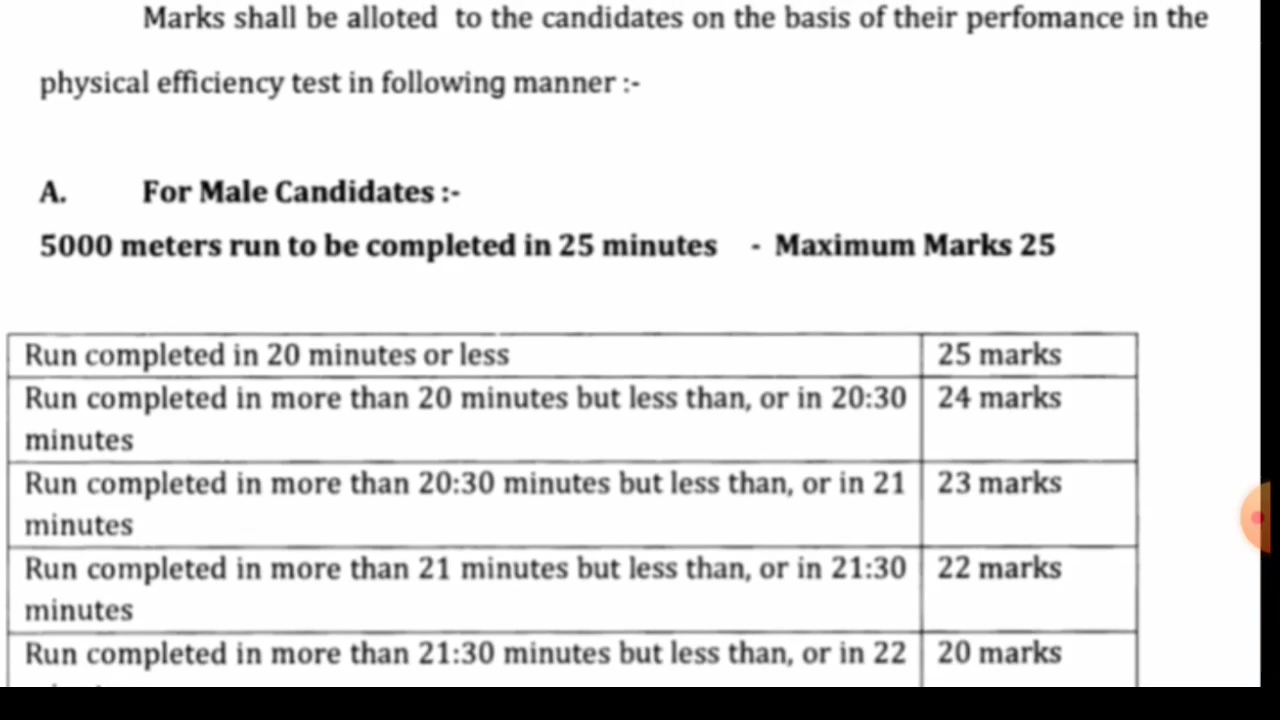 Marks shall be alloted to the candidates on the basis of their perfomance in the
physical efficiency test in following manner :-
A. For Male Candidates :-
5000 meters run to be completed in 25 minutes - Maximum Marks 25
Run completed in 20 minutes or less 25 marks
Run completed in more than 20 minutes but less than, or in 20:30 24 marks
minutes
Run completed in more than 20:30 minutes but less than, or in 21 23 marks
minutes
Run completed in more than 21 minutes but less than, or in 21:30 22 marks
minutes
Run completed in more than 21:30 minutes but less than, or in 22 20 marks